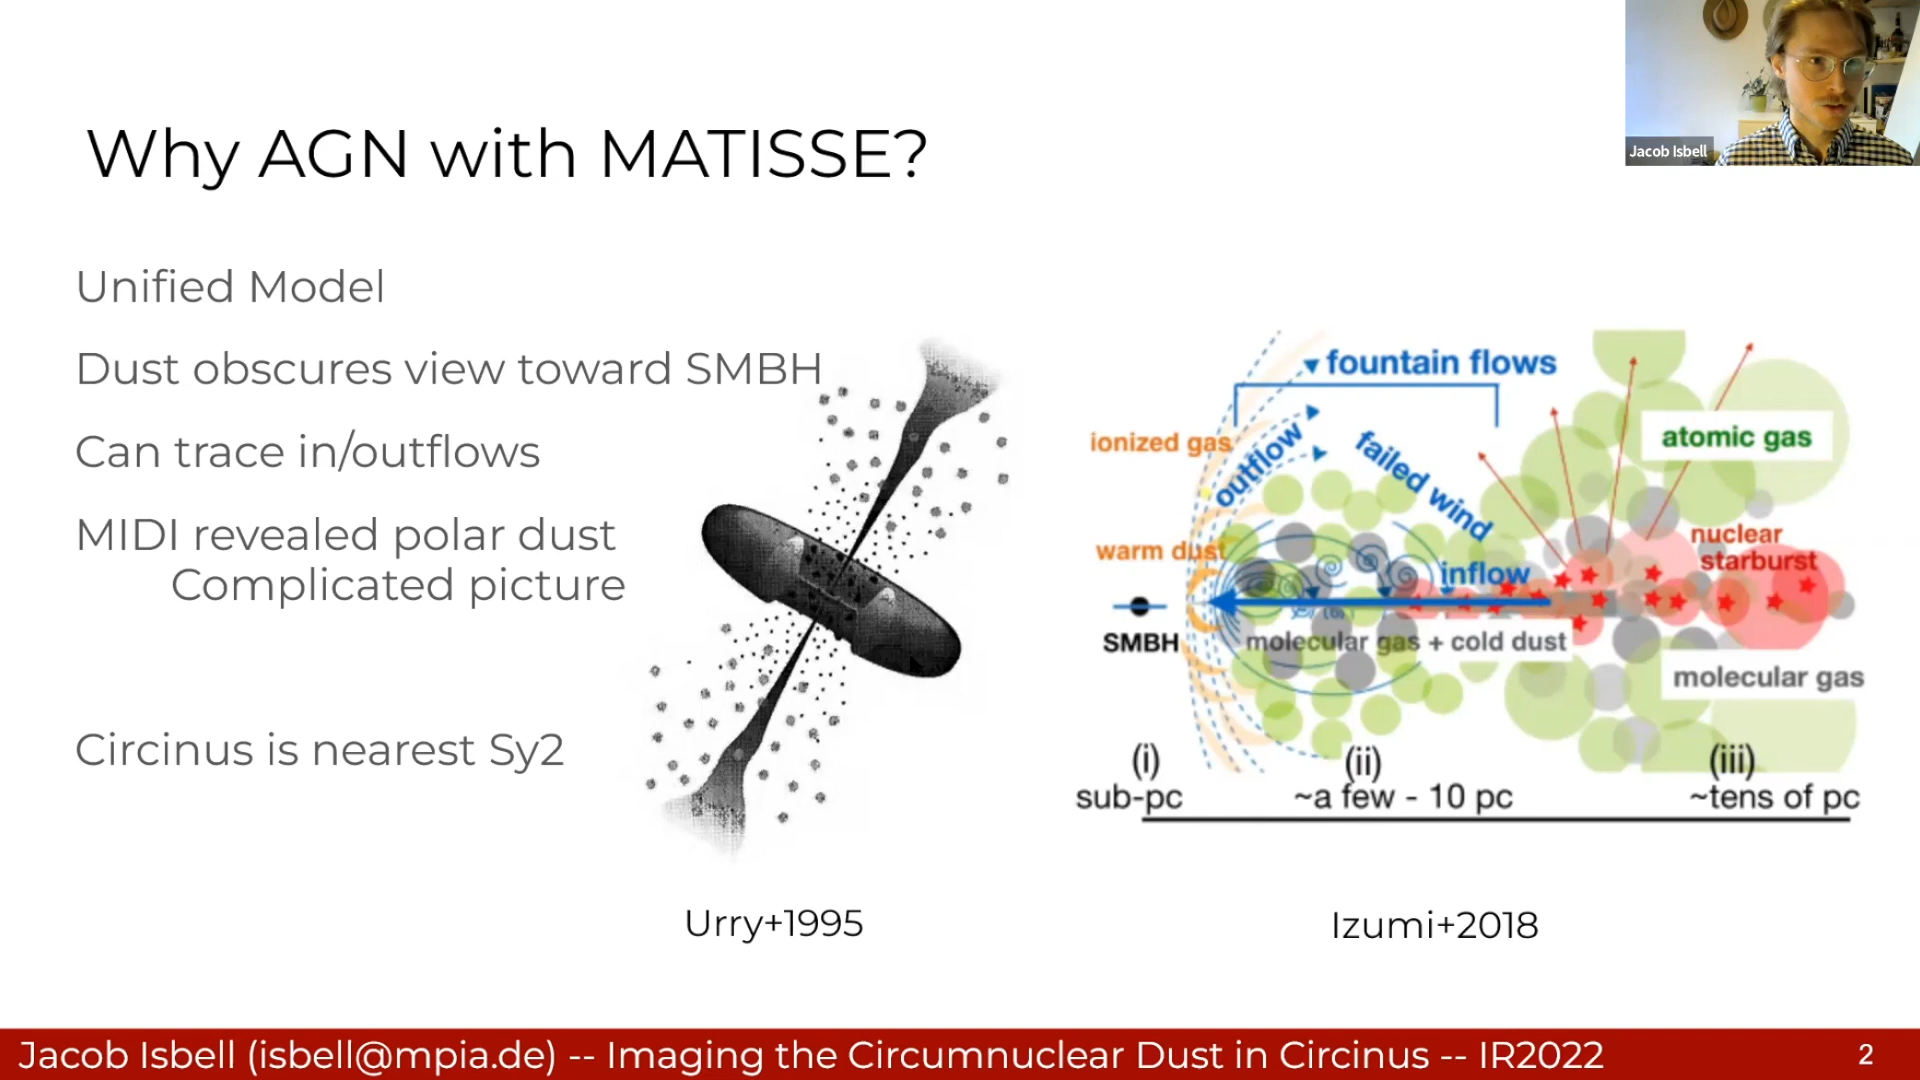 Jacob Isbell
Why AGN with MATISSE?
Unified Model
Dust obscures view toward SMBH
Can trace in/outflows
MIDI revealed polar dust
Complicated picture
Circinus is nearest Sy2
Urry+1995
fountain flows
ionized gas
outflow
failed wind
atomic gas
warm dust
inflow
nuclear
starburst
SMBH
molecular gas + cold dust
molecular gas
(i)
(ii)
(iii)
sub-pc
~a few - 10 pc
~tens of pc
Izumi+2018
Jacob Isbell (isbell@mpia.de) -- Imaging the Circumnuclear Dust in Circinus -- IR2022
2